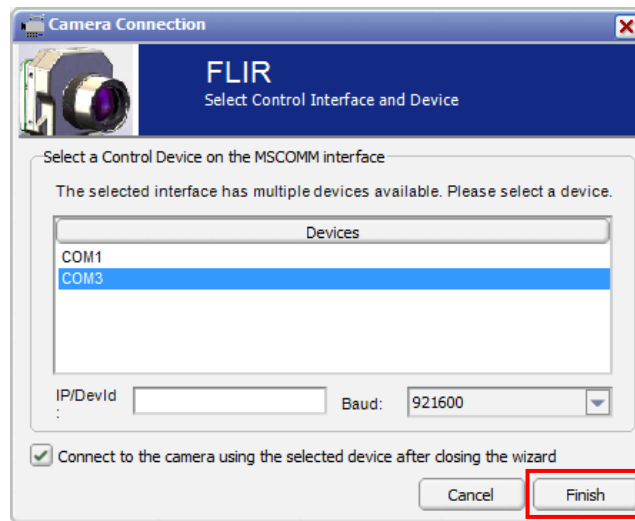 Camera Connection
FLIR
Select Control Interface and Device
Select a Control Device on the MSCOMM interface
The selected interface has multiple devices available. Please select a device.
Devices
COM1
COM3
IP/DevId
:
Baud:
921600
Connect to the camera using the selected device after closing the wizard
Cancel
Finish